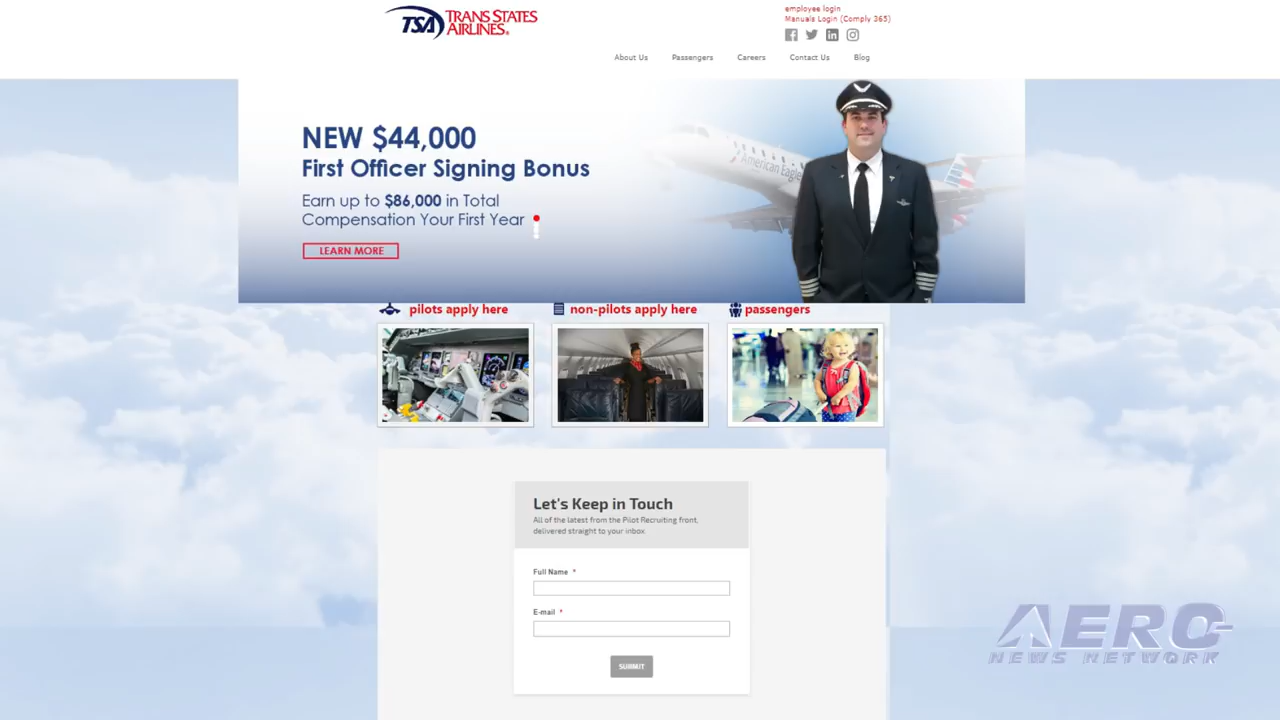 TSA TRANS STATES
AIRLINES®
employee login
Manuals Login (Comply 365)
About Us Passengers Careers Contact Us Blog
NEW $44,000
First Officer Signing Bonus
Earn up to $86,000 in Total
Compensation Your First Year
LEARN MORE
American Eagle
pilots apply here non-pilots apply here passengers
Let's Keep in Touch
All of the latest from the Pilot Recruiting front,
delivered straight to your inbox.
Full Name *
E-mail *
SUBMIT
AERO
NEWS NETWORK